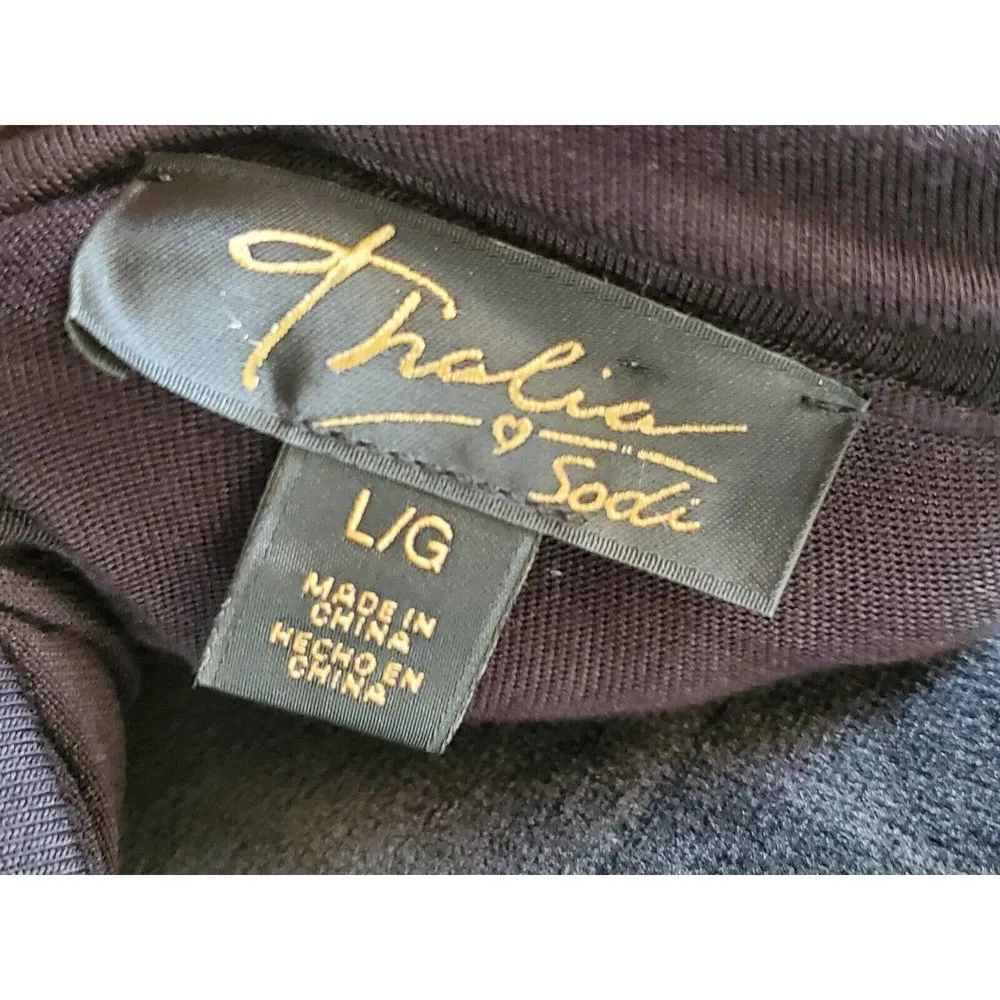 Thalia
Sodi
L/G
MADE IN
CHINA
HECHO EN
CHINA